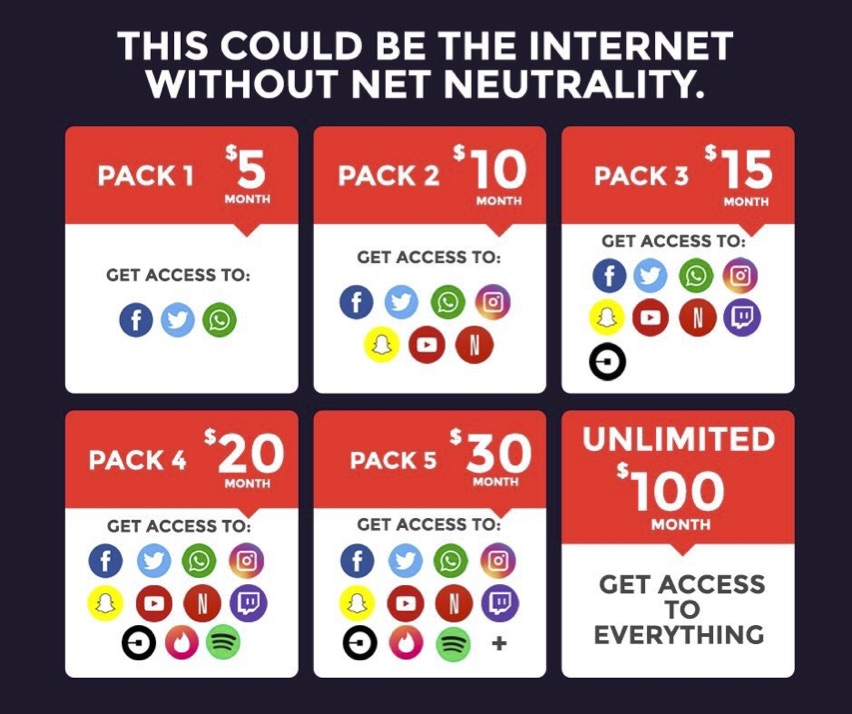 THIS COULD BE THE INTERNET
WITHOUT NET NEUTRALITY.
PACK 1 $5
MONTH
GET ACCESS TO:
f
PACK 2 $10
MONTH
GET ACCESS TO:
f
N
PACK 3 $15
MONTH
GET ACCESS TO:
f
N
PACK 4 $20
MONTH
GET ACCESS TO:
f
N
PACK 5 $30
MONTH
GET ACCESS TO:
f
N
+
UNLIMITED
$100
MONTH
GET ACCESS
TO
EVERYTHING